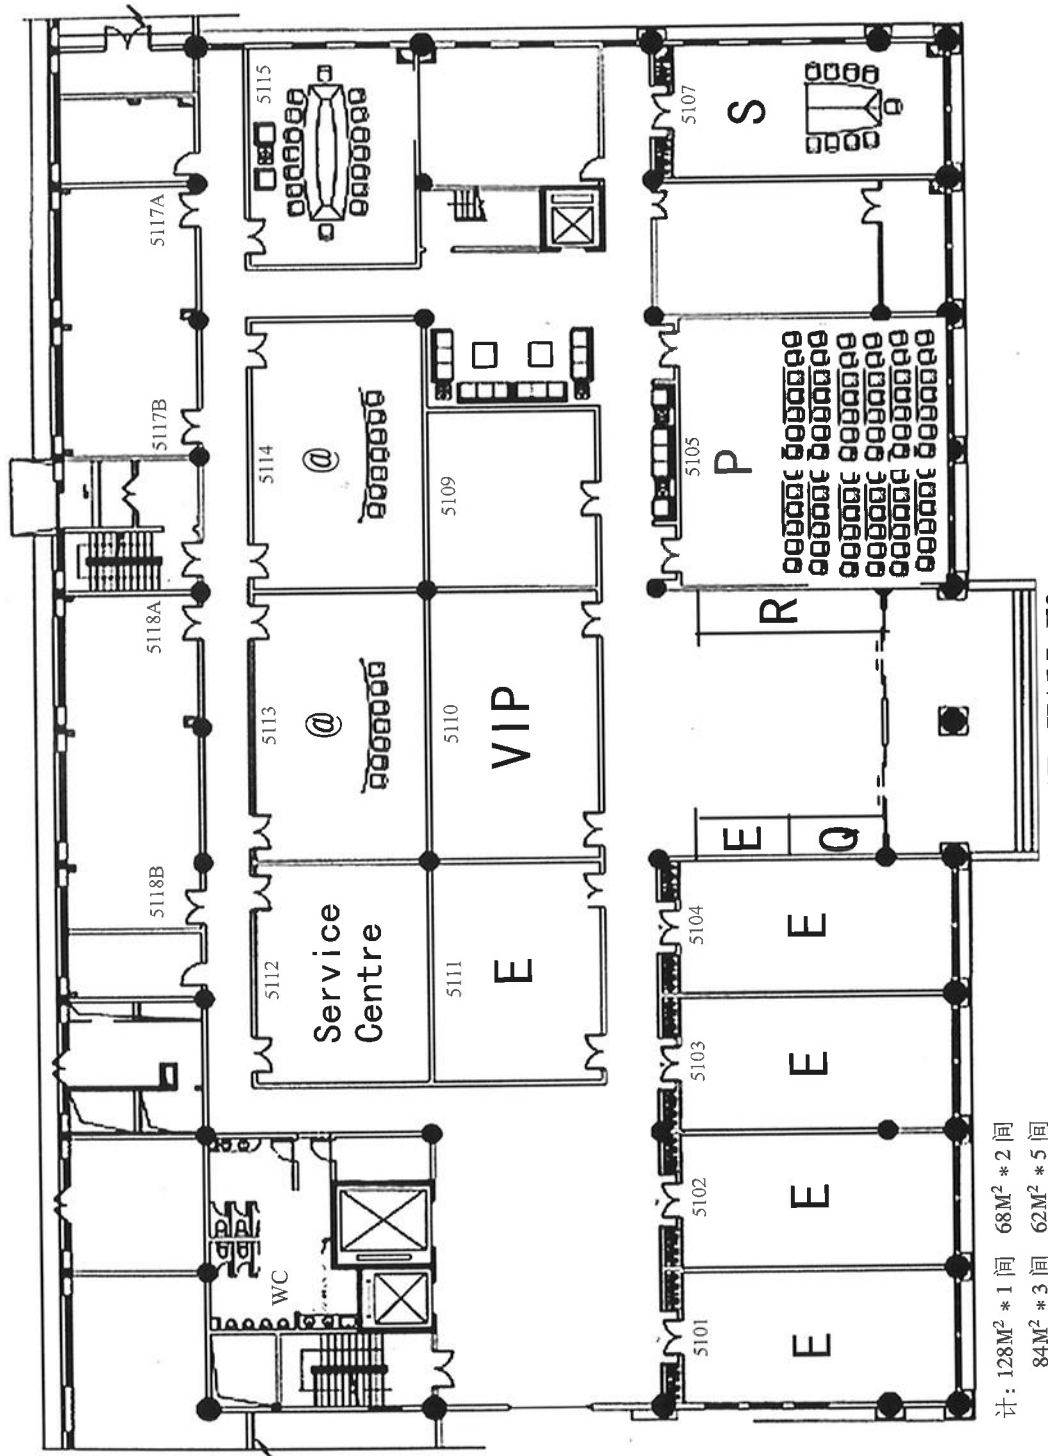 5118B
5118A
5117B
5117A
WC
5112
Service
Centre
5113
@
5114
@
5115
5111
E
5110
VIP
5109
5101
E
5102
E
5103
E
5104
E
E
Q
R
5105
P
5107
S
计: 128M² * 1 间 68M² * 2 间
84M² * 3 间 62M² * 5 间